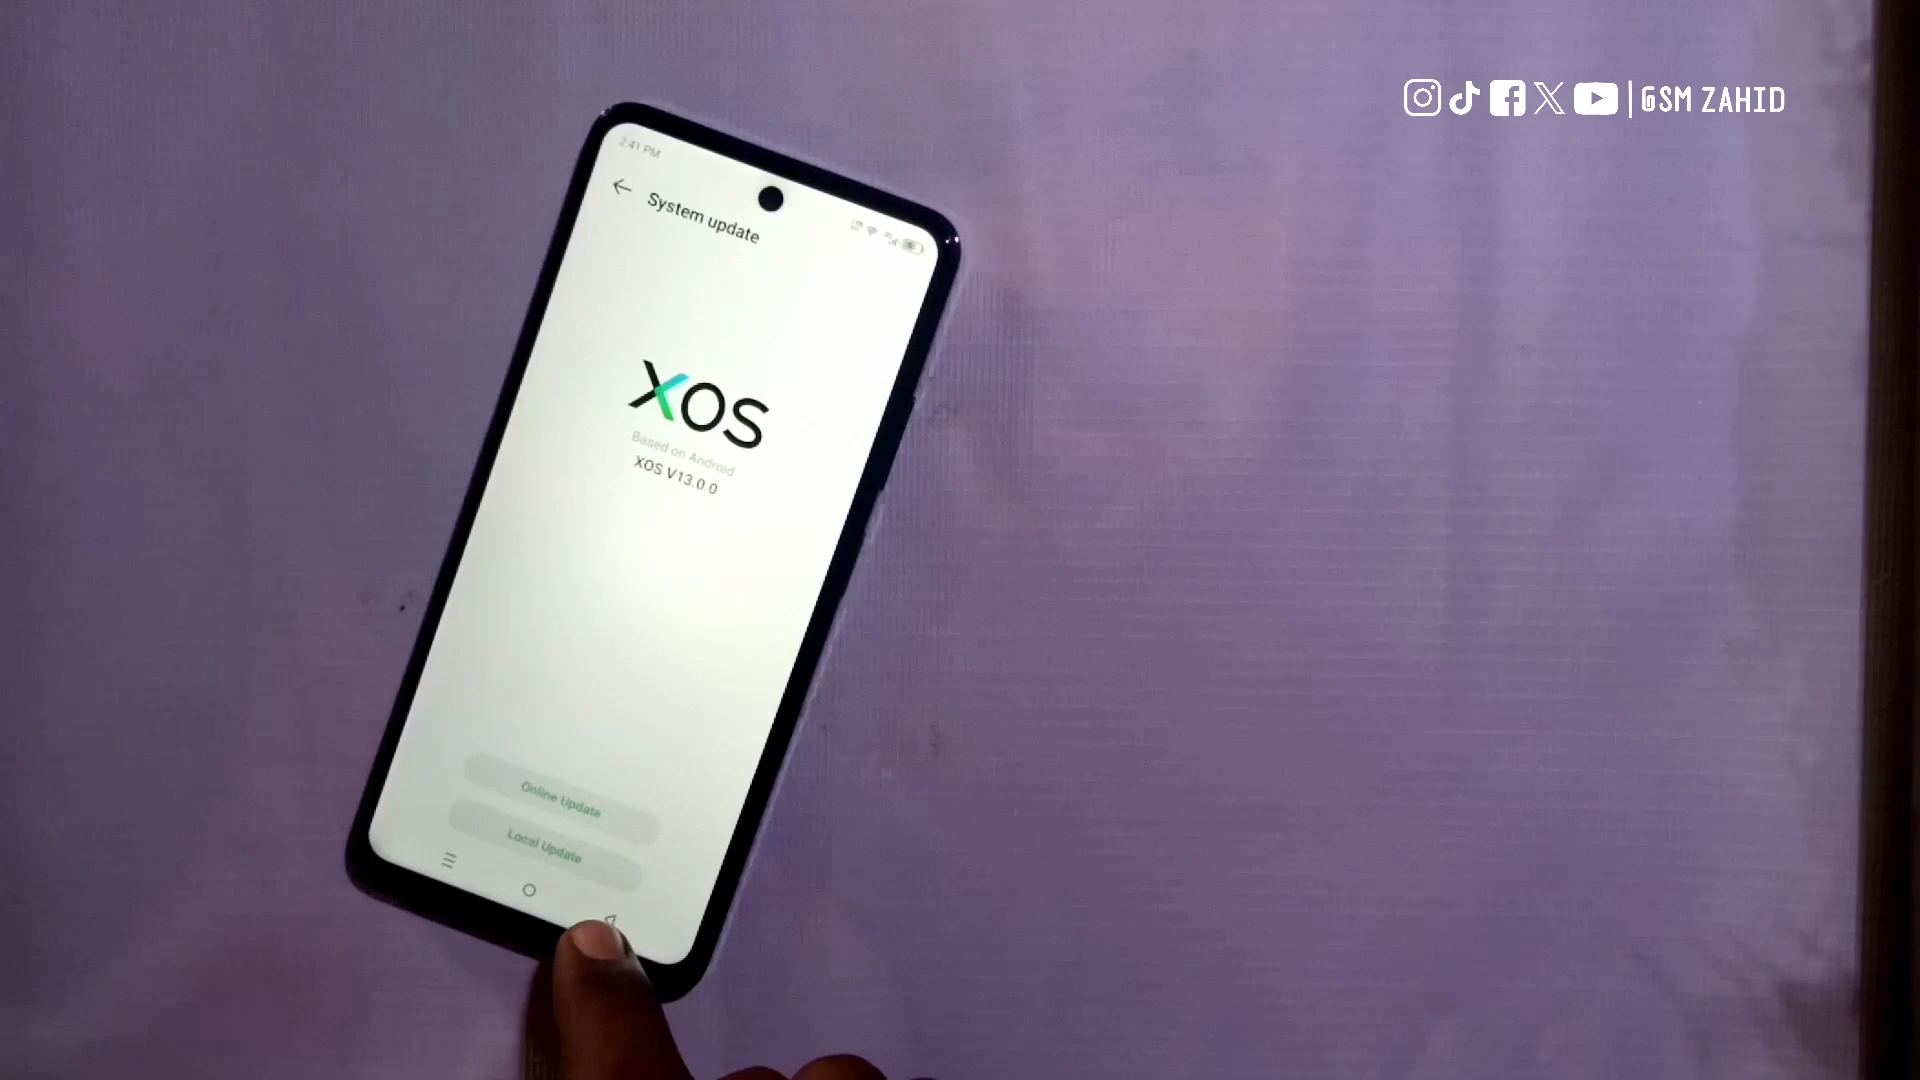 GSM ZAHID
2:41 PM
System update
XOS
Based on Android
XOS V13.0.0
Online Update
Local Update